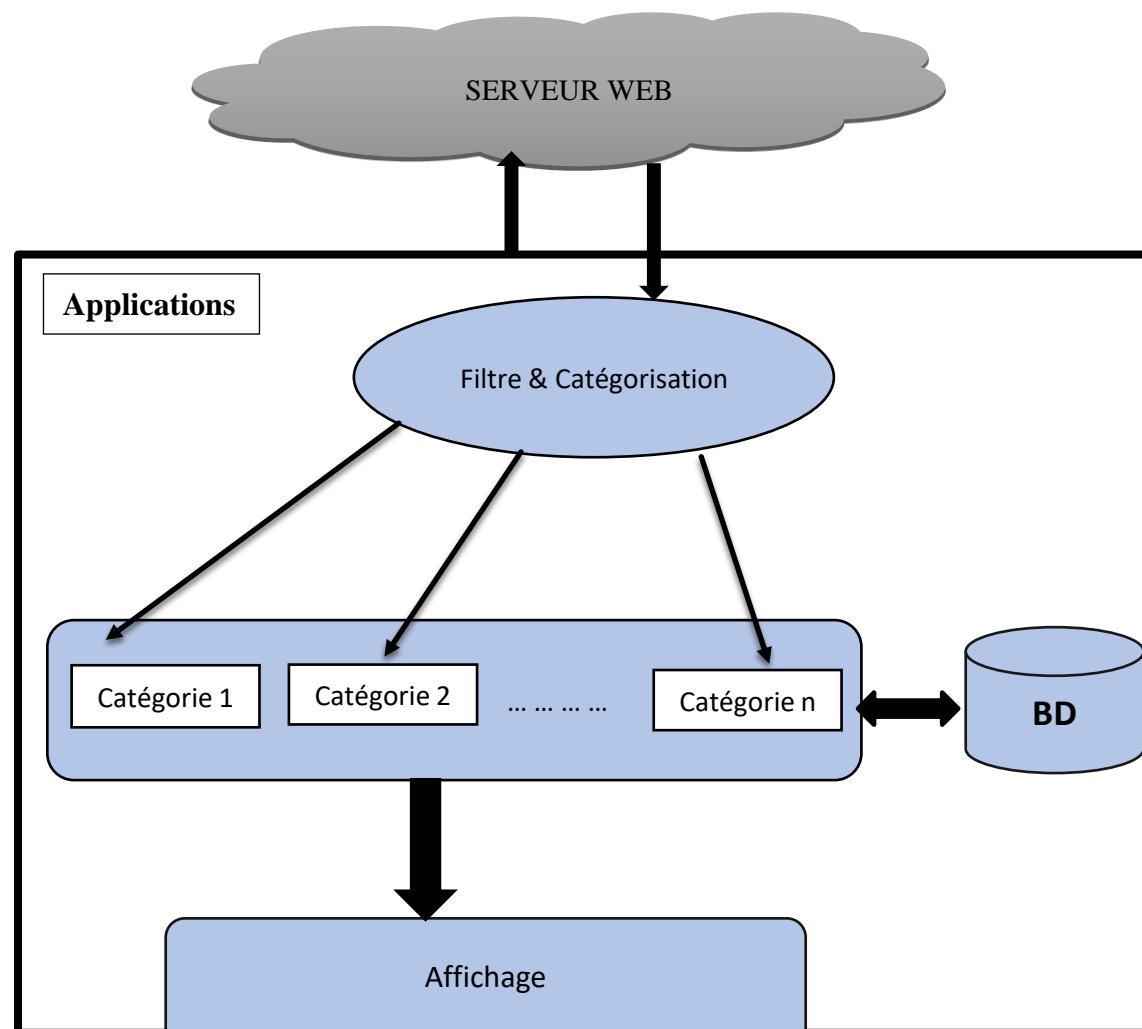 SERVEUR WEB
Applications
Filtre & Catégorisation
Catégorie 1
Catégorie 2
... ... ... ...
Catégorie n
BD
Affichage